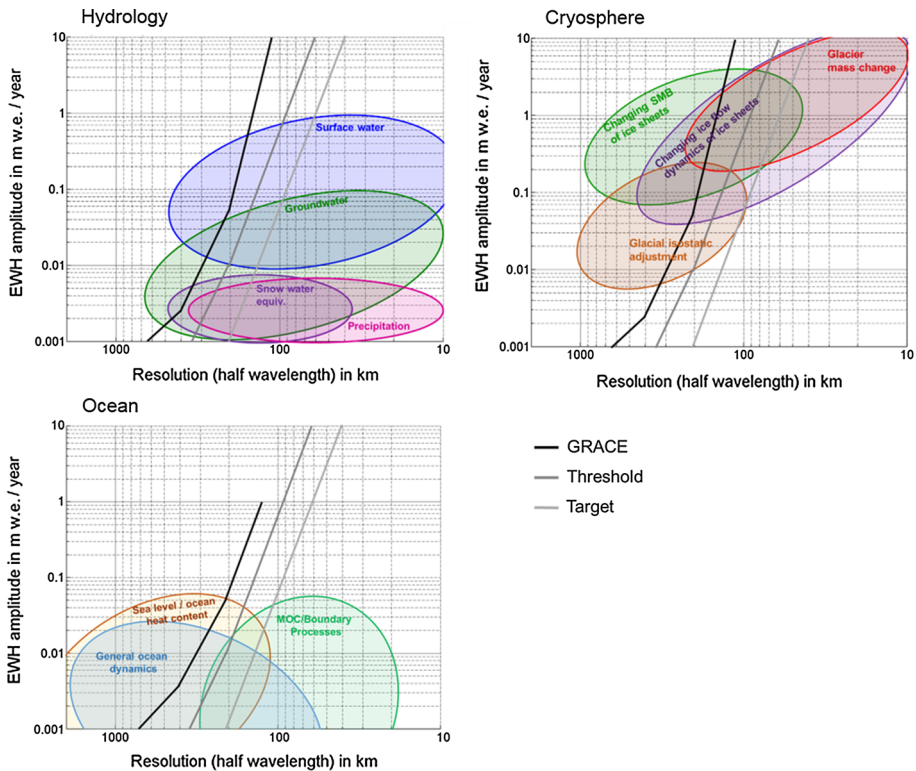 Hydrology
EWH amplitude in m w.e. / year
10
1
0.1
0.01
0.001
Surface water
Groundwater
Snow water
equiv.
Precipitation
1000
100
10
Resolution (half wavelength) in km
Cryosphere
EWH amplitude in m w.e. / year
10
1
0.1
0.01
0.001
Glacier
mass change
Changing SMB
of ice sheets
Changing ice flow
dynamics of ice sheets
Glacial isostatic
adjustment
1000
100
10
Resolution (half wavelength) in km
Ocean
EWH amplitude in m w.e. / year
10
1
0.1
0.01
0.001
Sea level / ocean
heat content
General ocean
dynamics
MOC/Boundary
Processes
1000
100
10
Resolution (half wavelength) in km
GRACE
Threshold
Target